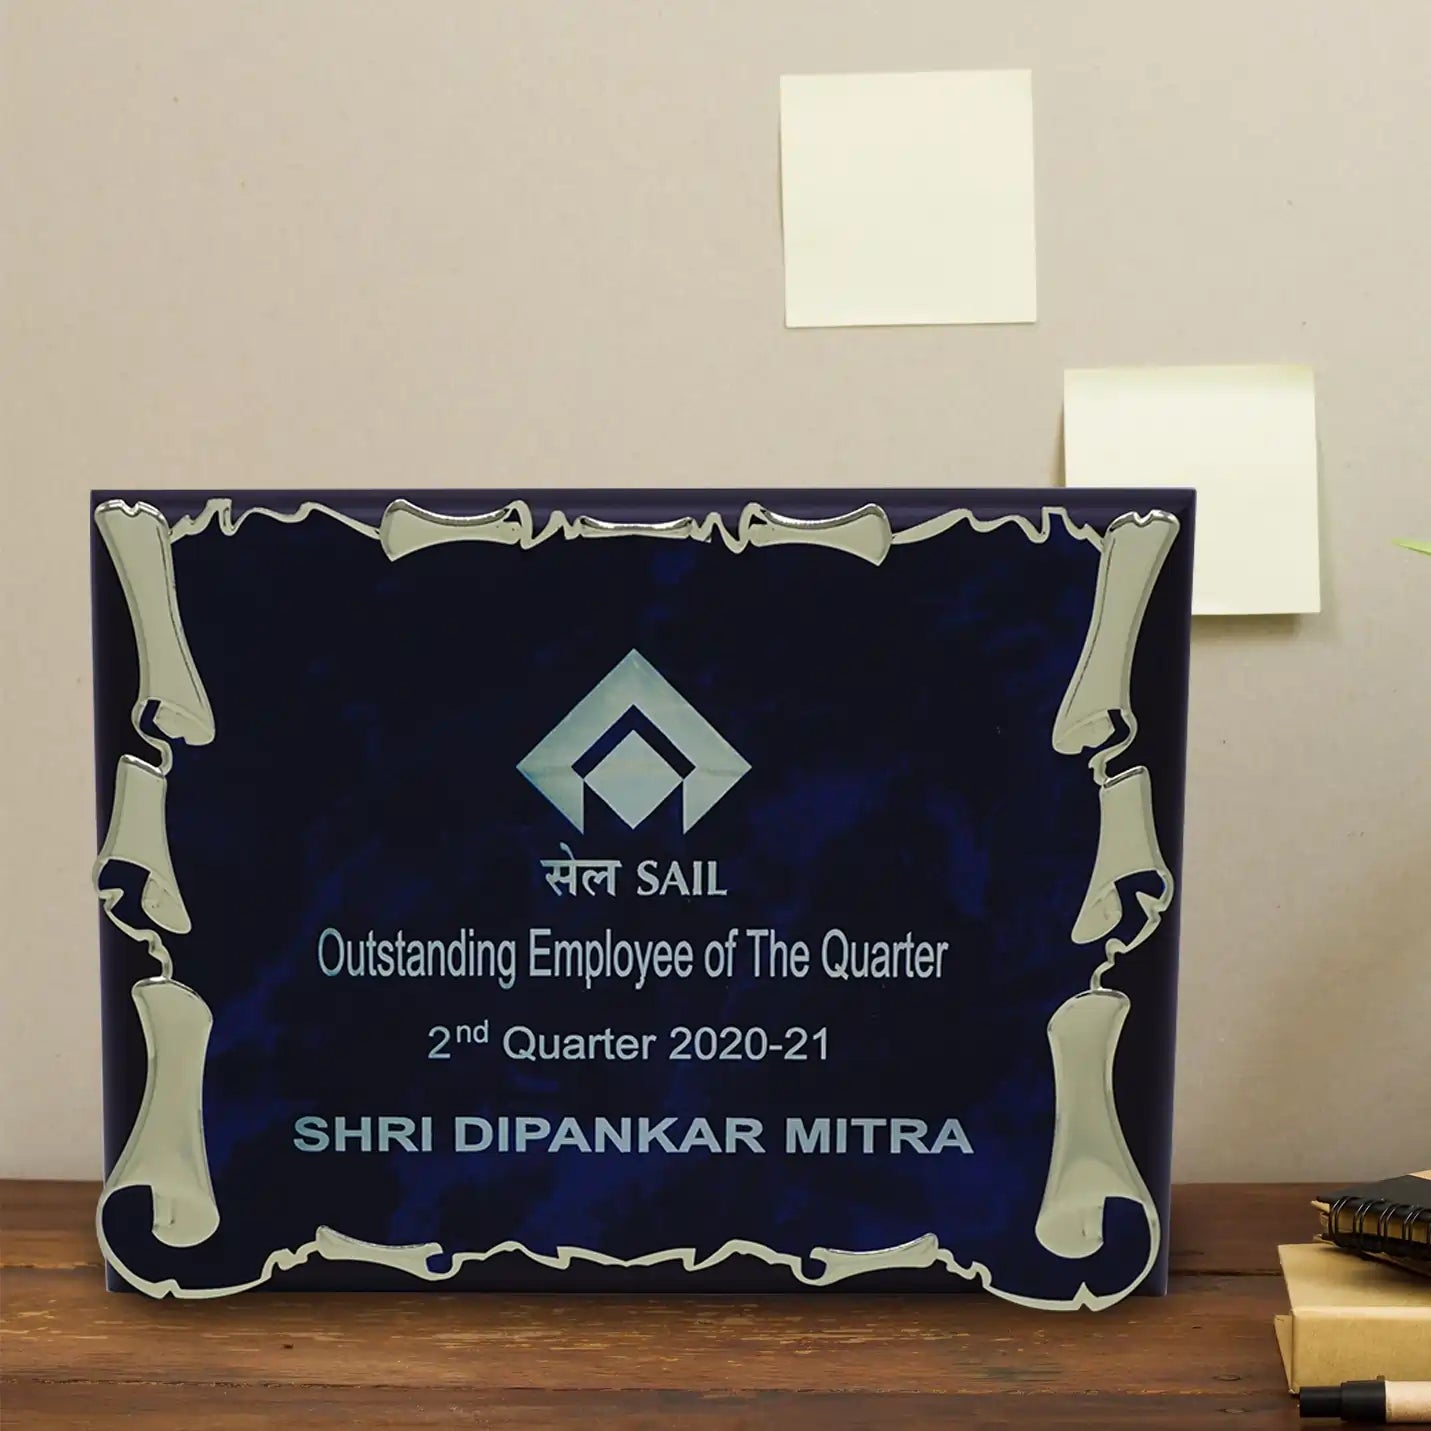 सेल SAIL
Outstanding Employee of The Quarter
2nd Quarter 2020-21
SHRI DIPANKAR MITRA